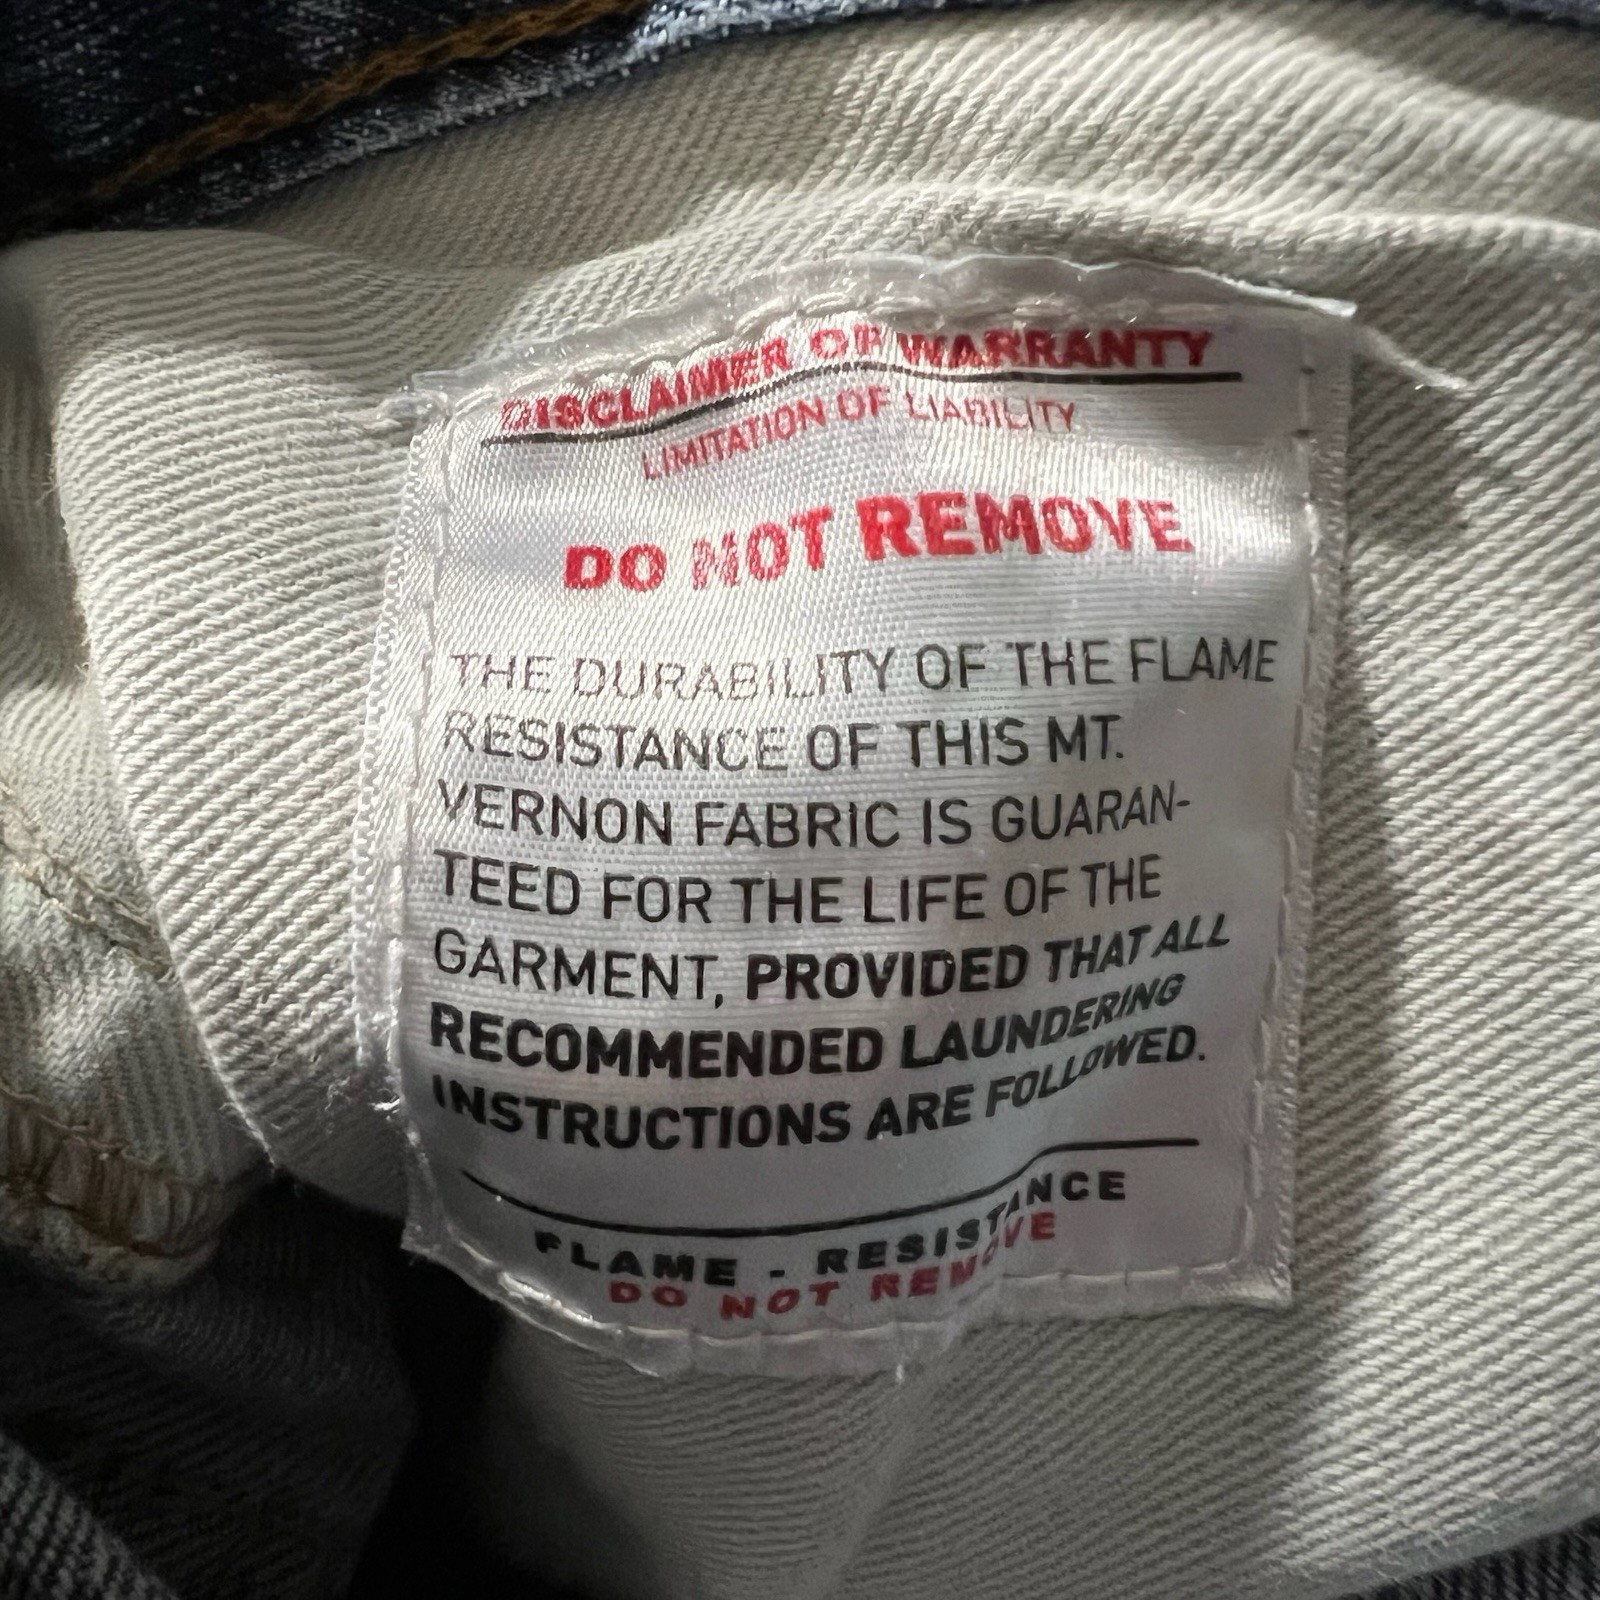 DISCLAIMER OF WARRANTY
LIMITATION OF LIABILITY
DO NOT REMOVE
THE DURABILITY OF THE FLAME
RESISTANCE OF THIS MT.
VERNON FABRIC IS GUARAN-
TEED FOR THE LIFE OF THE
GARMENT, PROVIDED THAT ALL
RECOMMENDED LAUNDERING
INSTRUCTIONS ARE FOLLOWED.
FLAME - RESISTANCE
DO NOT REMOVE